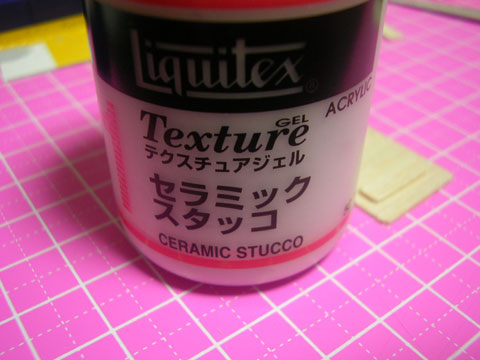 Liquitex®
ACRYLIC
Texture GEL
テクスチュアジェル
セラミック
スタッコ
CERAMIC STUCCO